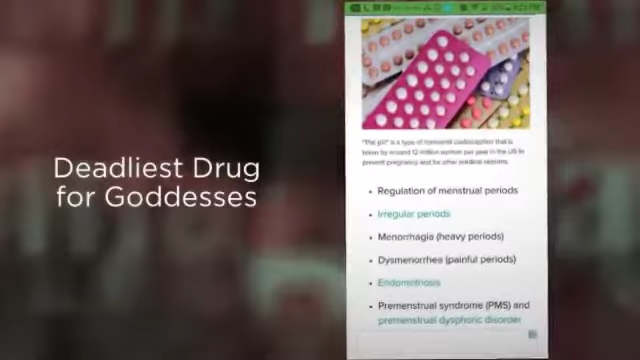 Deadliest Drug
for Goddesses
"The pill" is a type of hormonal contraception that is
taken by around 12 million women per year in the US to
prevent pregnancy and for other medical reasons.
• Regulation of menstrual periods
• Irregular periods
• Menorrhagia (heavy periods)
• Dysmenorrhea (painful periods)
• Endometriosis
• Premenstrual syndrome (PMS) and
premenstrual dysphoric disorder